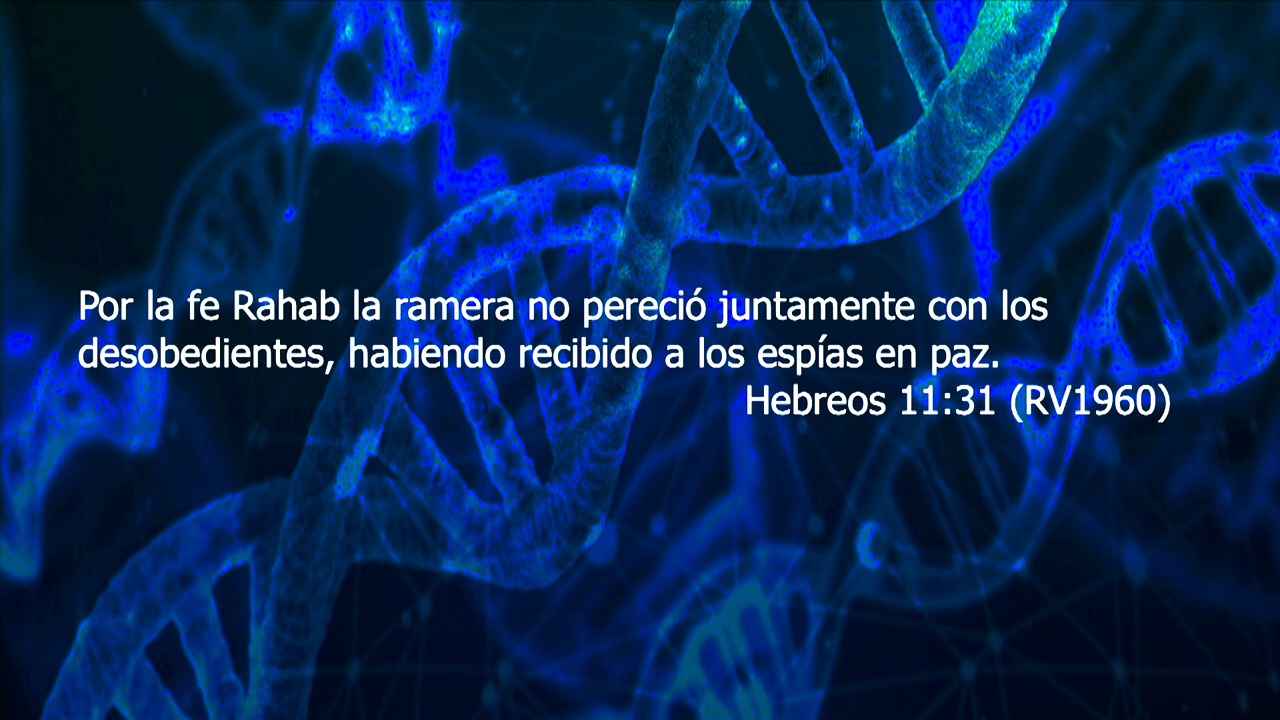 Por la fe Rahab la ramera no pereció juntamente con los
desobedientes, habiendo recibido a los espías en paz.
Hebreos 11:31 (RV1960)